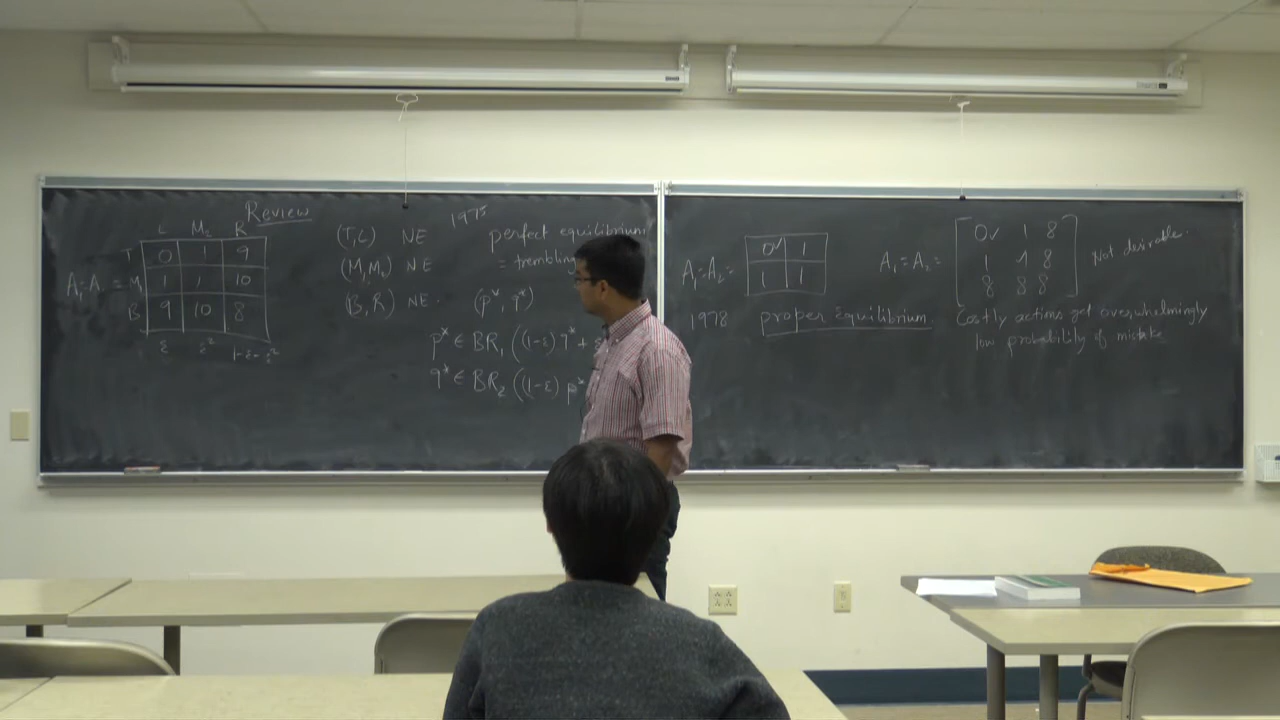 Review
L M₂ R
T 0 1 9
A₁=A₂= M 1 1 10
B 9 10 8
ε ε² 1-ε-ε²
(T,L) NE
(M,M₂) NE
(B,R) NE.
1975
perfect equilibrium
= trembling
(p*, q*)
p* ∈ BR₁ ((1-ε) q* +
q* ∈ BR₂ ((1-ε) p*
A₁=A₂= 0✓ 1
1 1
1978 proper Equilibrium.
A₁=A₂= 0✓ 1 8
1 1 8
8 8 8
Not desirable.
Costly actions get overwhelmingly
low probability of mistake